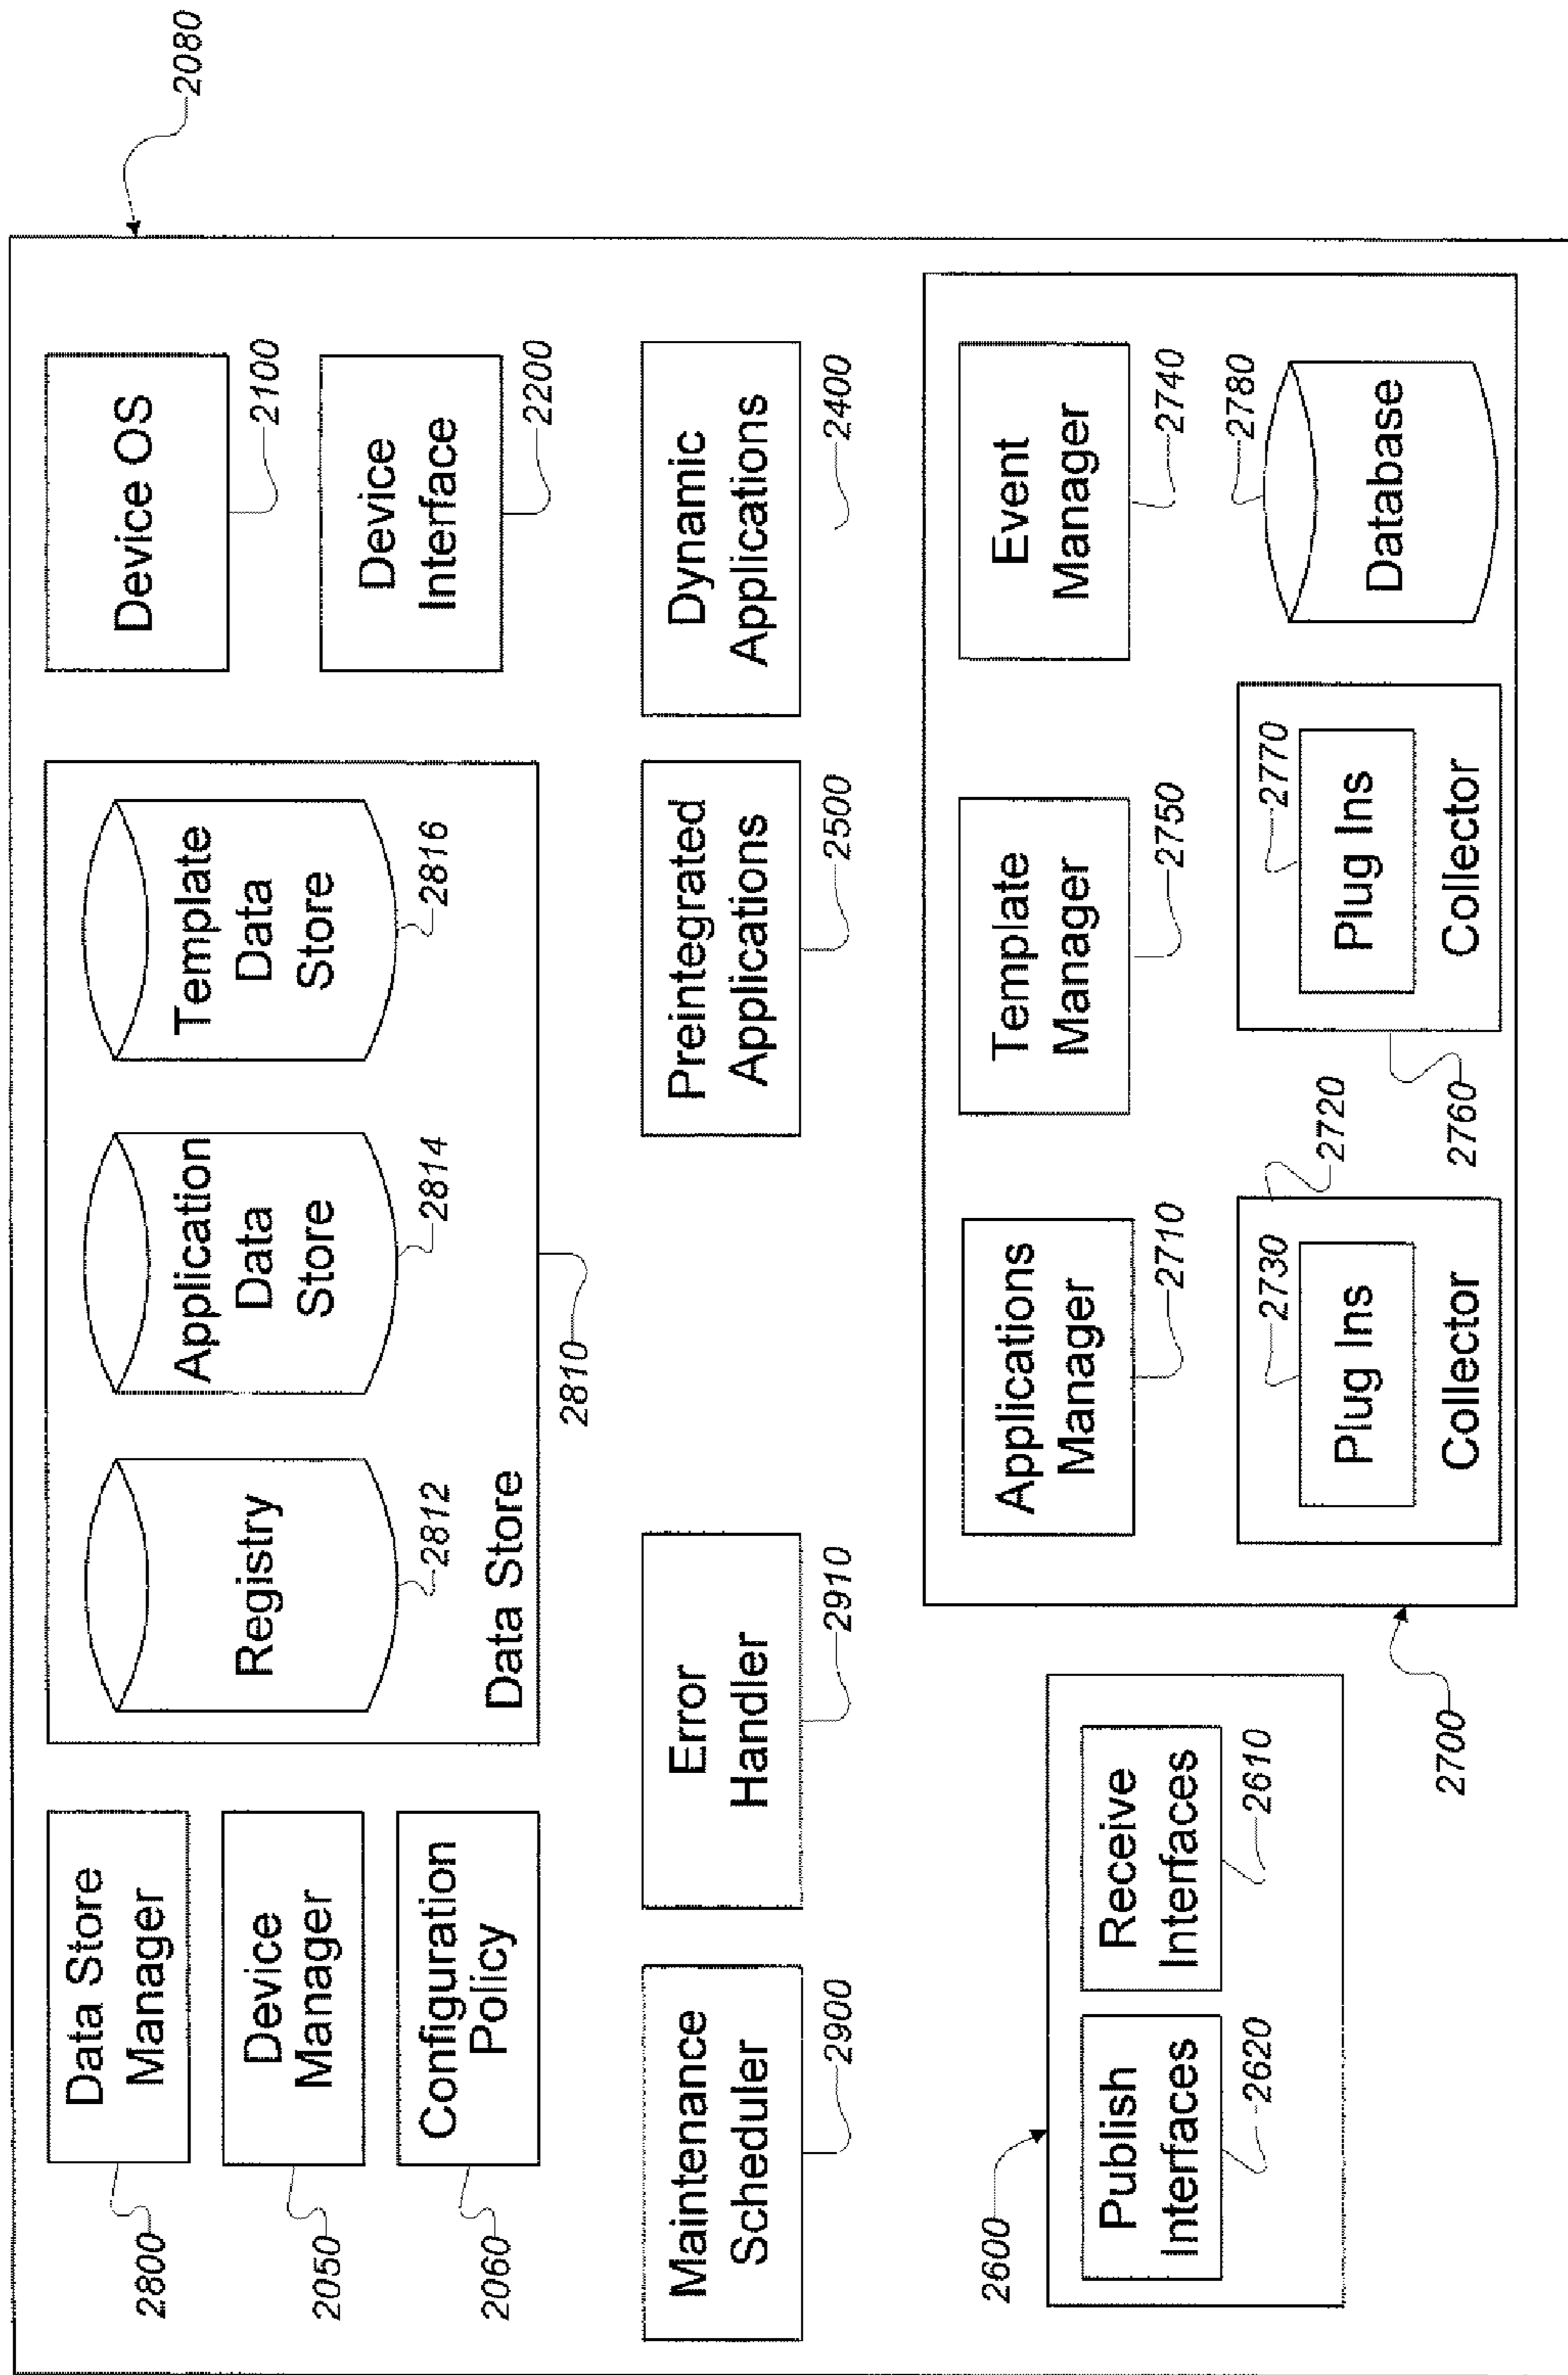 2080
Data Store
Manager
2800
Device
Manager
2050
Configuration
Policy
2060
Registry
2812
Application
Data
Store
2814
Template
Data
Store
2816
Data Store
2810
Device OS
2100
Device
Interface
2200
Maintenance
Scheduler
2900
Error
Handler
2910
Preintegrated
Applications
2500
Dynamic
Applications
2400
2600
Publish
Interfaces
2620
Receive
Interfaces
2610
2700
Applications
Manager
2710
Template
Manager
2750
Event
Manager
2740
2730
2720
Plug Ins
Collector
2760
2770
Plug Ins
Collector
2780
Database